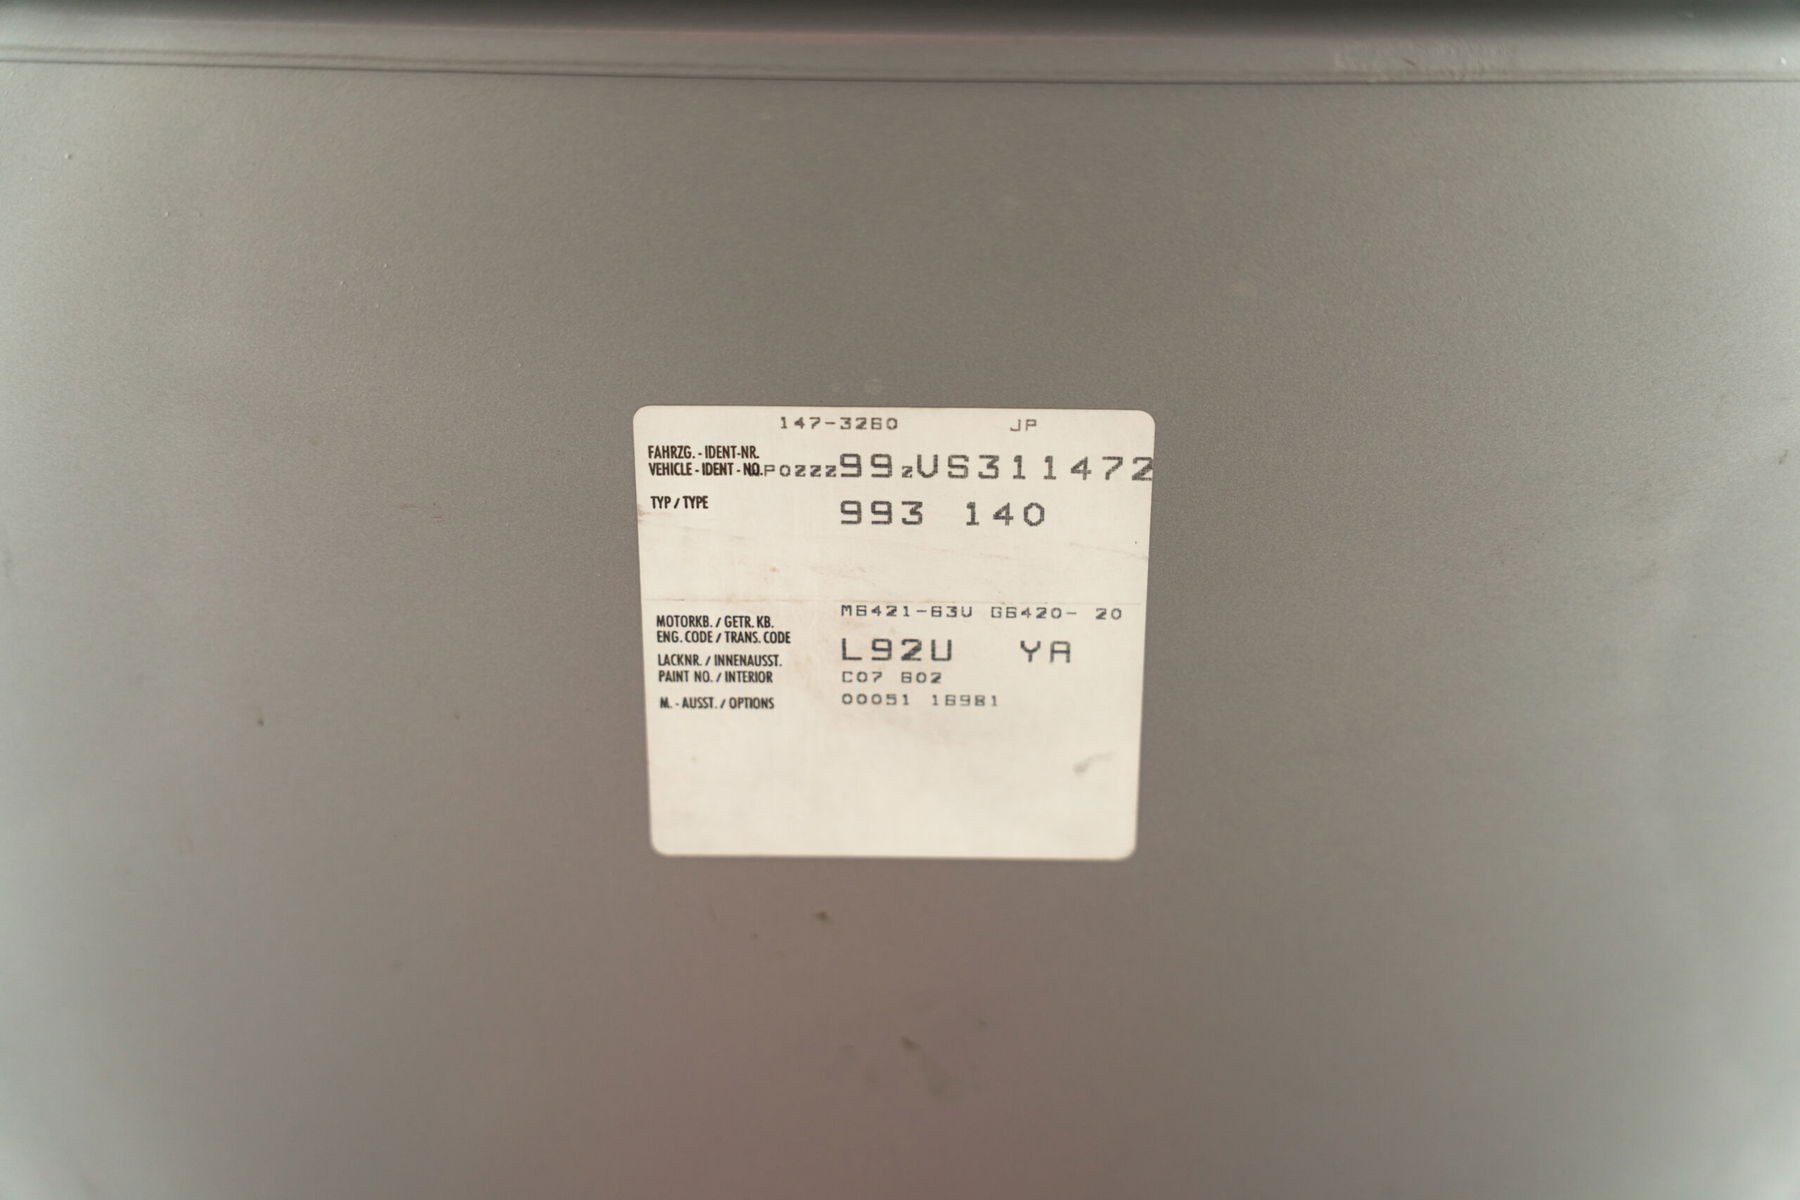 147-3260 JP
FAHRZG. - IDENT-NR.
VEHICLE - IDENT - NO. P0ZZZ99ZVS311472
TYP / TYPE 993 140
M6421-63U G6420- 20
MOTORKB. / GETR. KB.
ENG. CODE / TRANS. CODE
L92U YA
LACKNR. / INNENAUSST.
PAINT NO. / INTERIOR C07 602
M. - AUSST. / OPTIONS 00051 16981